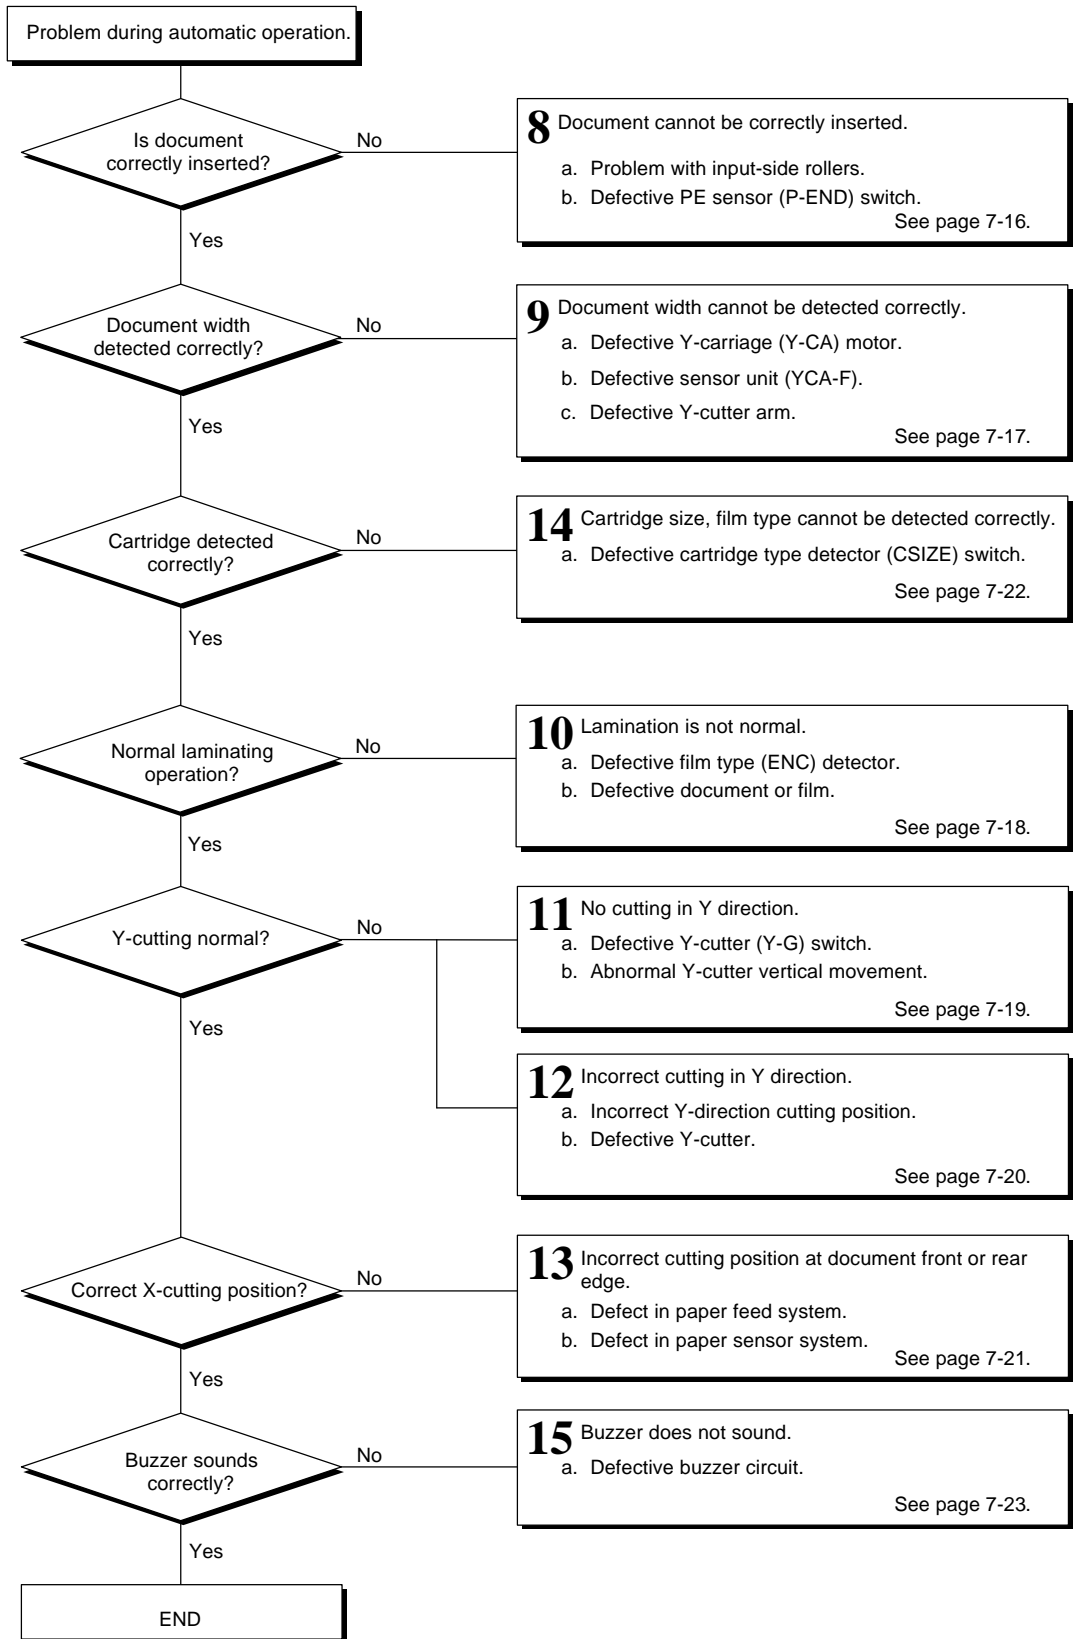 Problem during automatic operation.
Is document
correctly inserted?
No
8 Document cannot be correctly inserted.
a. Problem with input-side rollers.
b. Defective PE sensor (P-END) switch.
See page 7-16.
Yes
Document width
detected correctly?
No
9 Document width cannot be detected correctly.
a. Defective Y-carriage (Y-CA) motor.
b. Defective sensor unit (YCA-F).
c. Defective Y-cutter arm.
See page 7-17.
Yes
Cartridge detected
correctly?
No
14 Cartridge size, film type cannot be detected correctly.
a. Defective cartridge type detector (CSIZE) switch.
See page 7-22.
Yes
Normal laminating
operation?
No
10 Lamination is not normal.
a. Defective film type (ENC) detector.
b. Defective document or film.
See page 7-18.
Yes
Y-cutting normal?
No
11 No cutting in Y direction.
a. Defective Y-cutter (Y-G) switch.
b. Abnormal Y-cutter vertical movement.
See page 7-19.
Yes
12 Incorrect cutting in Y direction.
a. Incorrect Y-direction cutting position.
b. Defective Y-cutter.
See page 7-20.
Correct X-cutting position?
No
13 Incorrect cutting position at document front or rear
edge.
a. Defect in paper feed system.
b. Defect in paper sensor system.
See page 7-21.
Yes
Buzzer sounds
correctly?
No
15 Buzzer does not sound.
a. Defective buzzer circuit.
See page 7-23.
Yes
END